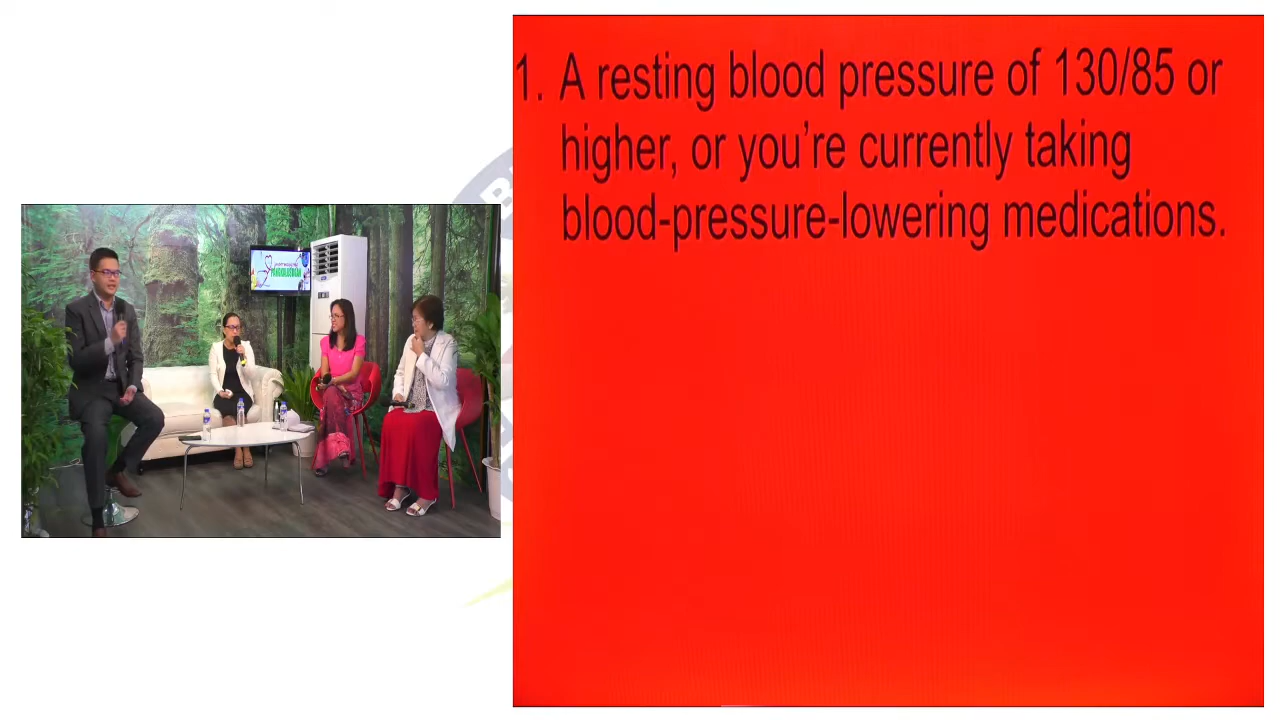 1. A resting blood pressure of 130/85 or
higher, or you’re currently taking
blood-pressure-lowering medications.